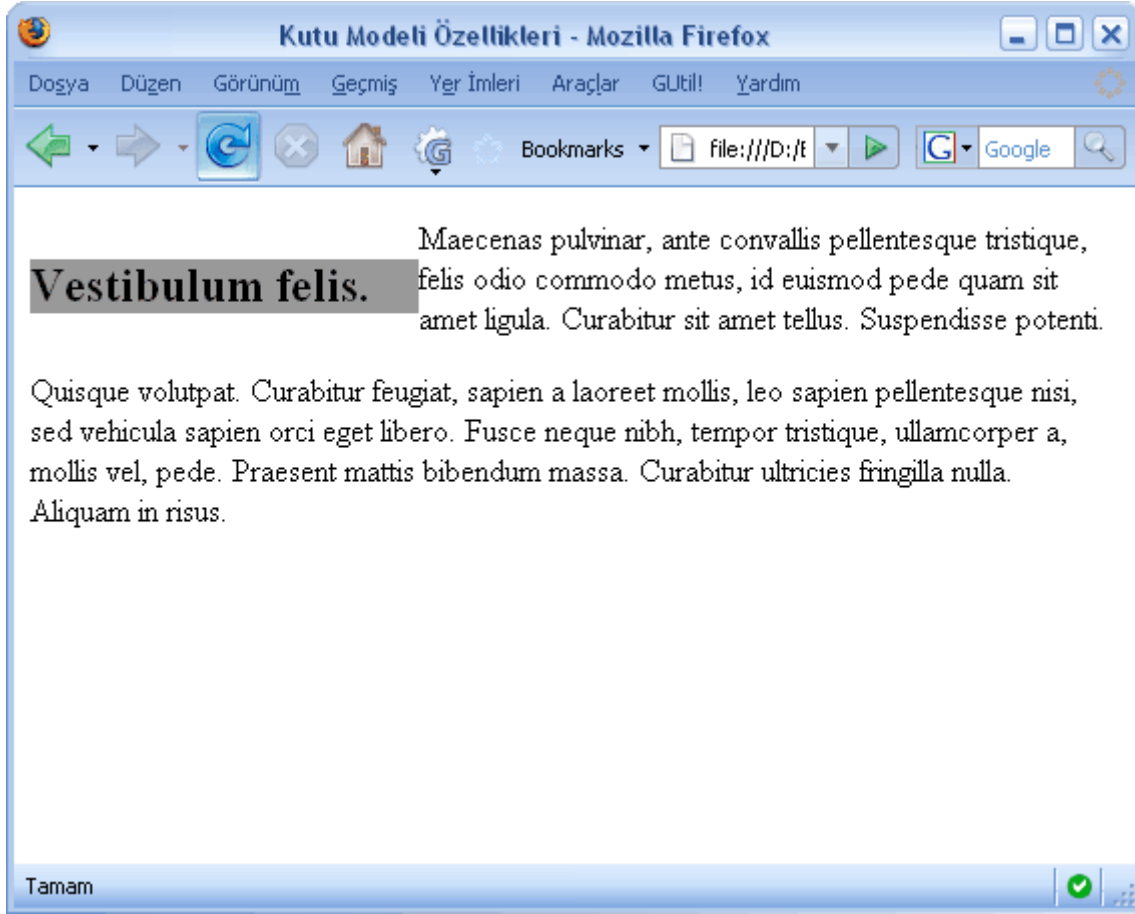 Kutu Modeli Özellikleri - Mozilla Firefox
Dosya Düzen Görünüm Geçmiş Yer İmleri Araçlar GUtil! Yardım
Bookmarks file:///D:/ G Google
Maecenas pulvinar, ante convallis pellentesque tristique,
Vestibulum felis.
felis odio commodo metus, id euismod pede quam sit
amet ligula. Curabitur sit amet tellus. Suspendisse potenti.
Quisque volutpat. Curabitur feugiat, sapien a laoreet mollis, leo sapien pellentesque nisi,
sed vehicula sapien orci eget libero. Fusce neque nibh, tempor tristique, ullamcorper a,
mollis vel, pede. Praesent mattis bibendum massa. Curabitur ultricies fringilla nulla.
Aliquam in risus.
Tamam